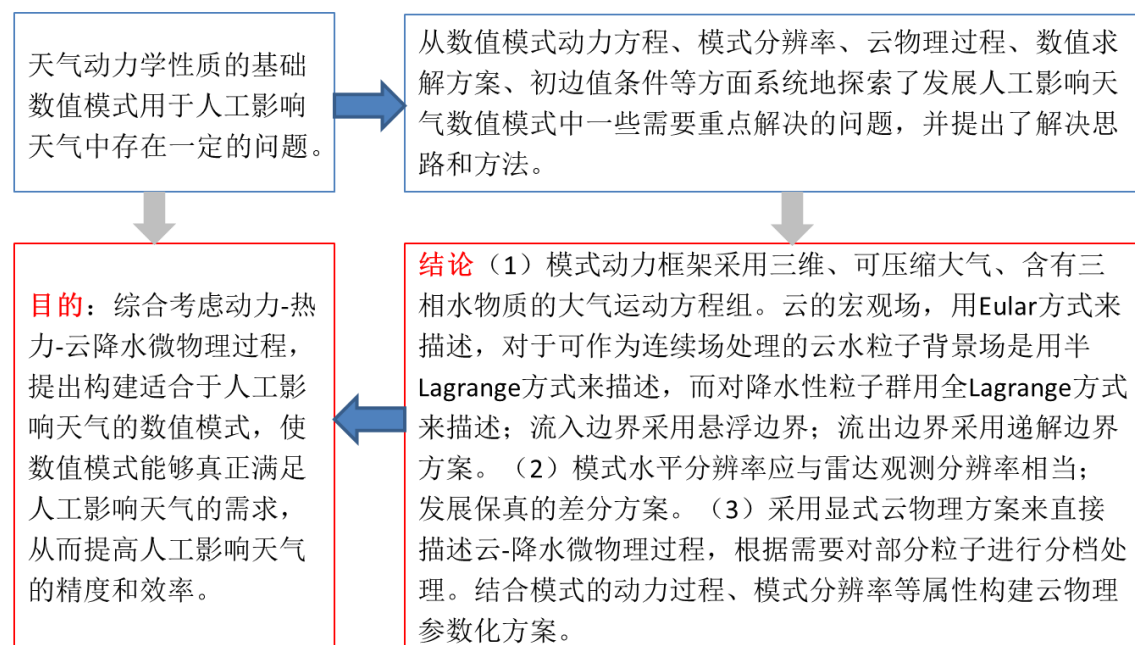 天气动力学性质的基础
数值模式用于人工影响
天气中存在一定的问题。
从数值模式动力方程、模式分辨率、云物理过程、数值求
解方案、初边值条件等方面系统地探索了发展人工影响天
气数值模式中一些需要重点解决的问题，并提出了解决思
路和方法。
目的：综合考虑动力-热
力-云降水微物理过程，
提出构建适合于人工影
响天气的数值模式，使
数值模式能够真正满足
人工影响天气的需求，
从而提高人工影响天气
的精度和效率。
结论（1）模式动力框架采用三维、可压缩大气、含有三
相水物质的大气运动方程组。云的宏观场，用Eular方式来
描述，对于可作为连续场处理的云水粒子背景场是用半
Lagrange方式来描述，而对降水性粒子群用全Lagrange方式
来描述；流入边界采用悬浮边界；流出边界采用递解边界
方案。（2）模式水平分辨率应与雷达观测分辨率相当；
发展保真的差分方案。（3）采用显式云物理方案来直接
描述云-降水微物理过程，根据需要对部分粒子进行分档处
理。结合模式的动力过程、模式分辨率等属性构建云物理
参数化方案。